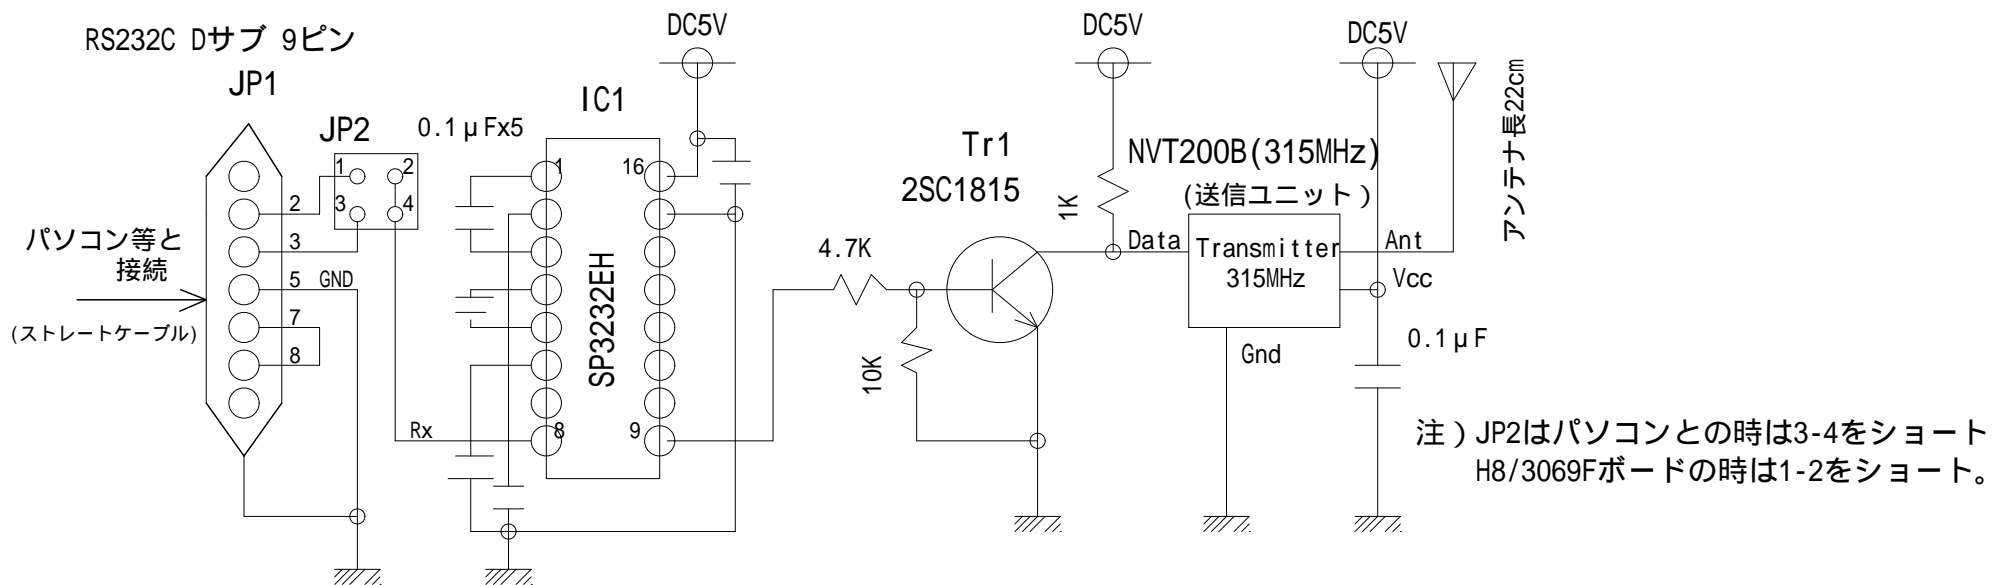 RS232C Dサブ 9ピン
JP1
JP2
0.1μFx5
IC1
DC5V
DC5V
DC5V
アンテナ長22cm
Tr1
2SC1815
NVT200B(315MHz)
(送信ユニット)
1 2
3 4
2
3
5 GND
7
8
パソコン等と
接続
(ストレートケーブル)
1
16
SP3232EH
8
9
Rx
4.7K
10K
1K
Data
Transmitter
315MHz
Ant
Vcc
Gnd
0.1μF
注)JP2はパソコンとの時は3-4をショート
H8/3069Fボードの時は1-2をショート。